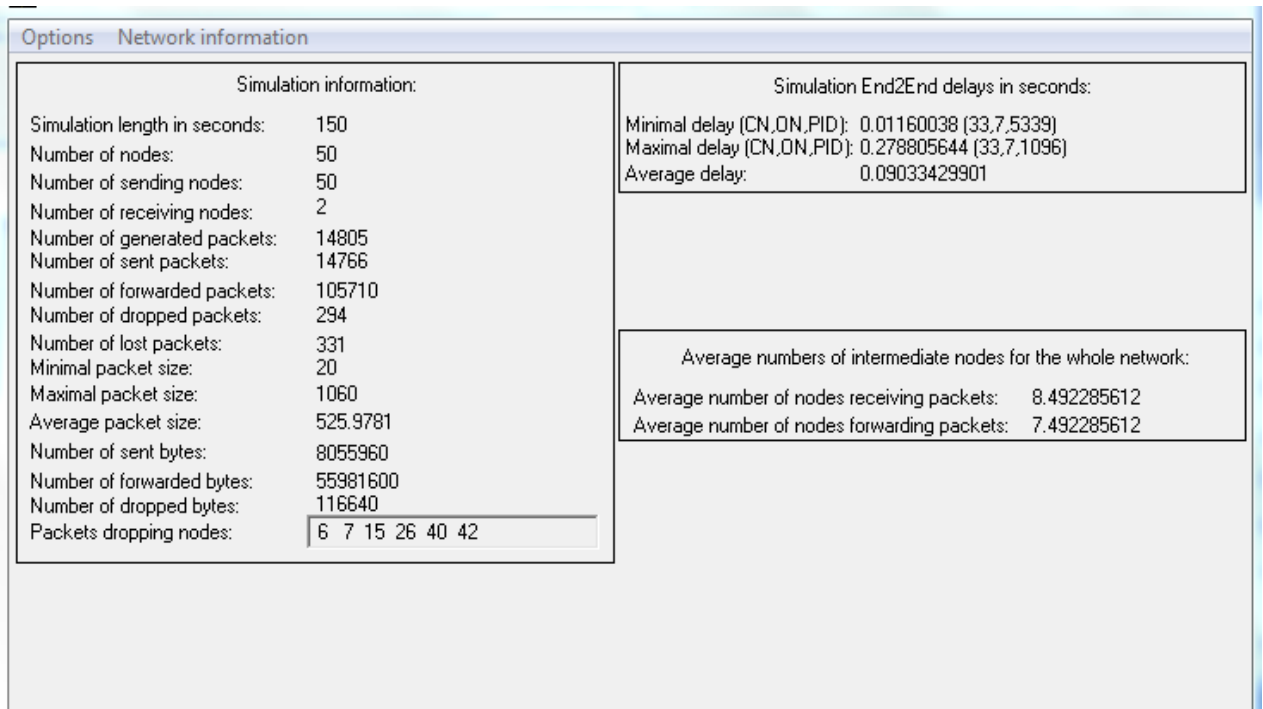 Options Network information
Simulation information:
Simulation length in seconds: 150
Number of nodes: 50
Number of sending nodes: 50
Number of receiving nodes: 2
Number of generated packets: 14805
Number of sent packets: 14766
Number of forwarded packets: 105710
Number of dropped packets: 294
Number of lost packets: 331
Minimal packet size: 20
Maximal packet size: 1060
Average packet size: 525.9781
Number of sent bytes: 8055960
Number of forwarded bytes: 55981600
Number of dropped bytes: 116640
Packets dropping nodes: 6 7 15 26 40 42
Simulation End2End delays in seconds:
Minimal delay (CN,ON,PID): 0.01160038 (33,7,5339)
Maximal delay (CN,ON,PID): 0.278805644 (33,7,1096)
Average delay: 0.09033429901
Average numbers of intermediate nodes for the whole network:
Average number of nodes receiving packets: 8.492285612
Average number of nodes forwarding packets: 7.492285612